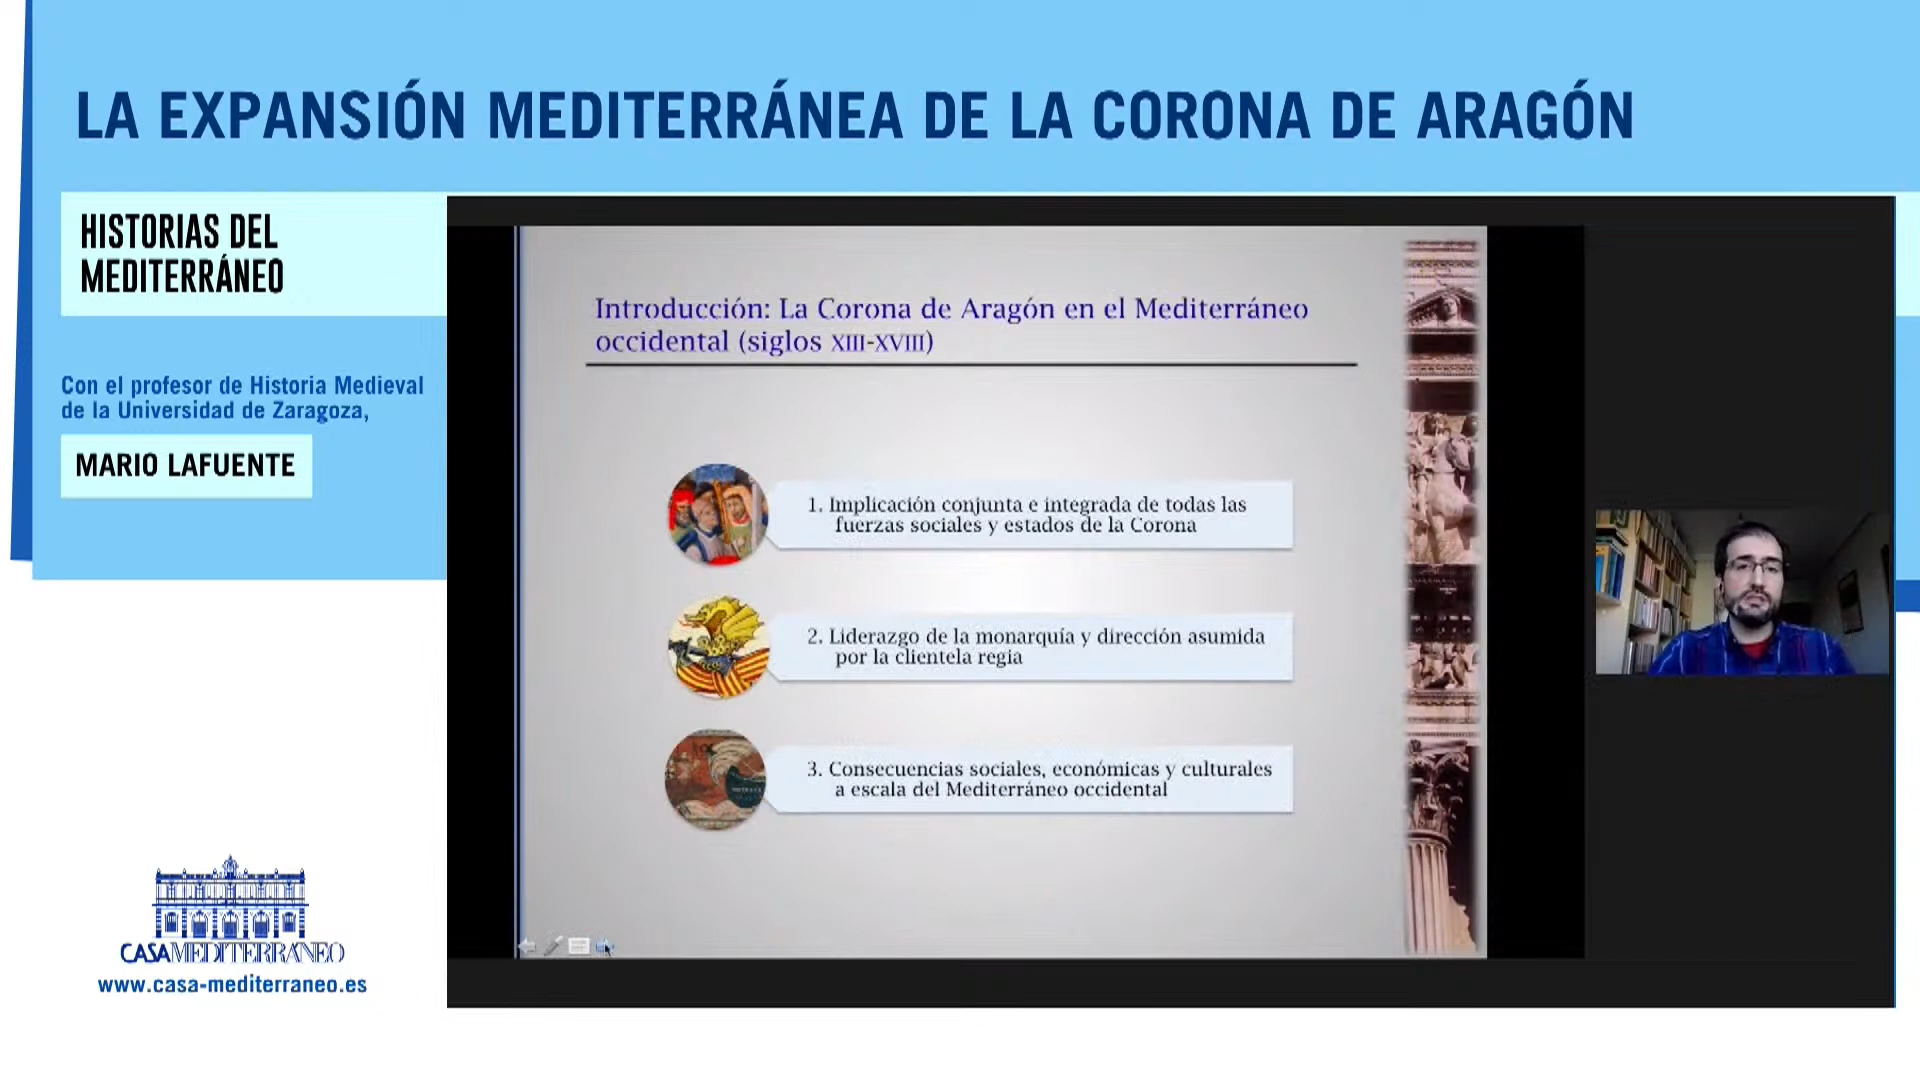 LA EXPANSIÓN MEDITERRÁNEA DE LA CORONA DE ARAGÓN
HISTORIAS DEL
MEDITERRÁNEO
Con el profesor de Historia Medieval
de la Universidad de Zaragoza,
MARIO LAFUENTE
Introducción: La Corona de Aragón en el Mediterráneo
occidental (siglos XIII-XVIII)
1. Implicación conjunta e integrada de todas las
fuerzas sociales y estados de la Corona
2. Liderazgo de la monarquía y dirección asumida
por la clientela regia
3. Consecuencias sociales, económicas y culturales
a escala del Mediterráneo occidental
CASAMEDITERRÁNEO
www.casa-mediterraneo.es